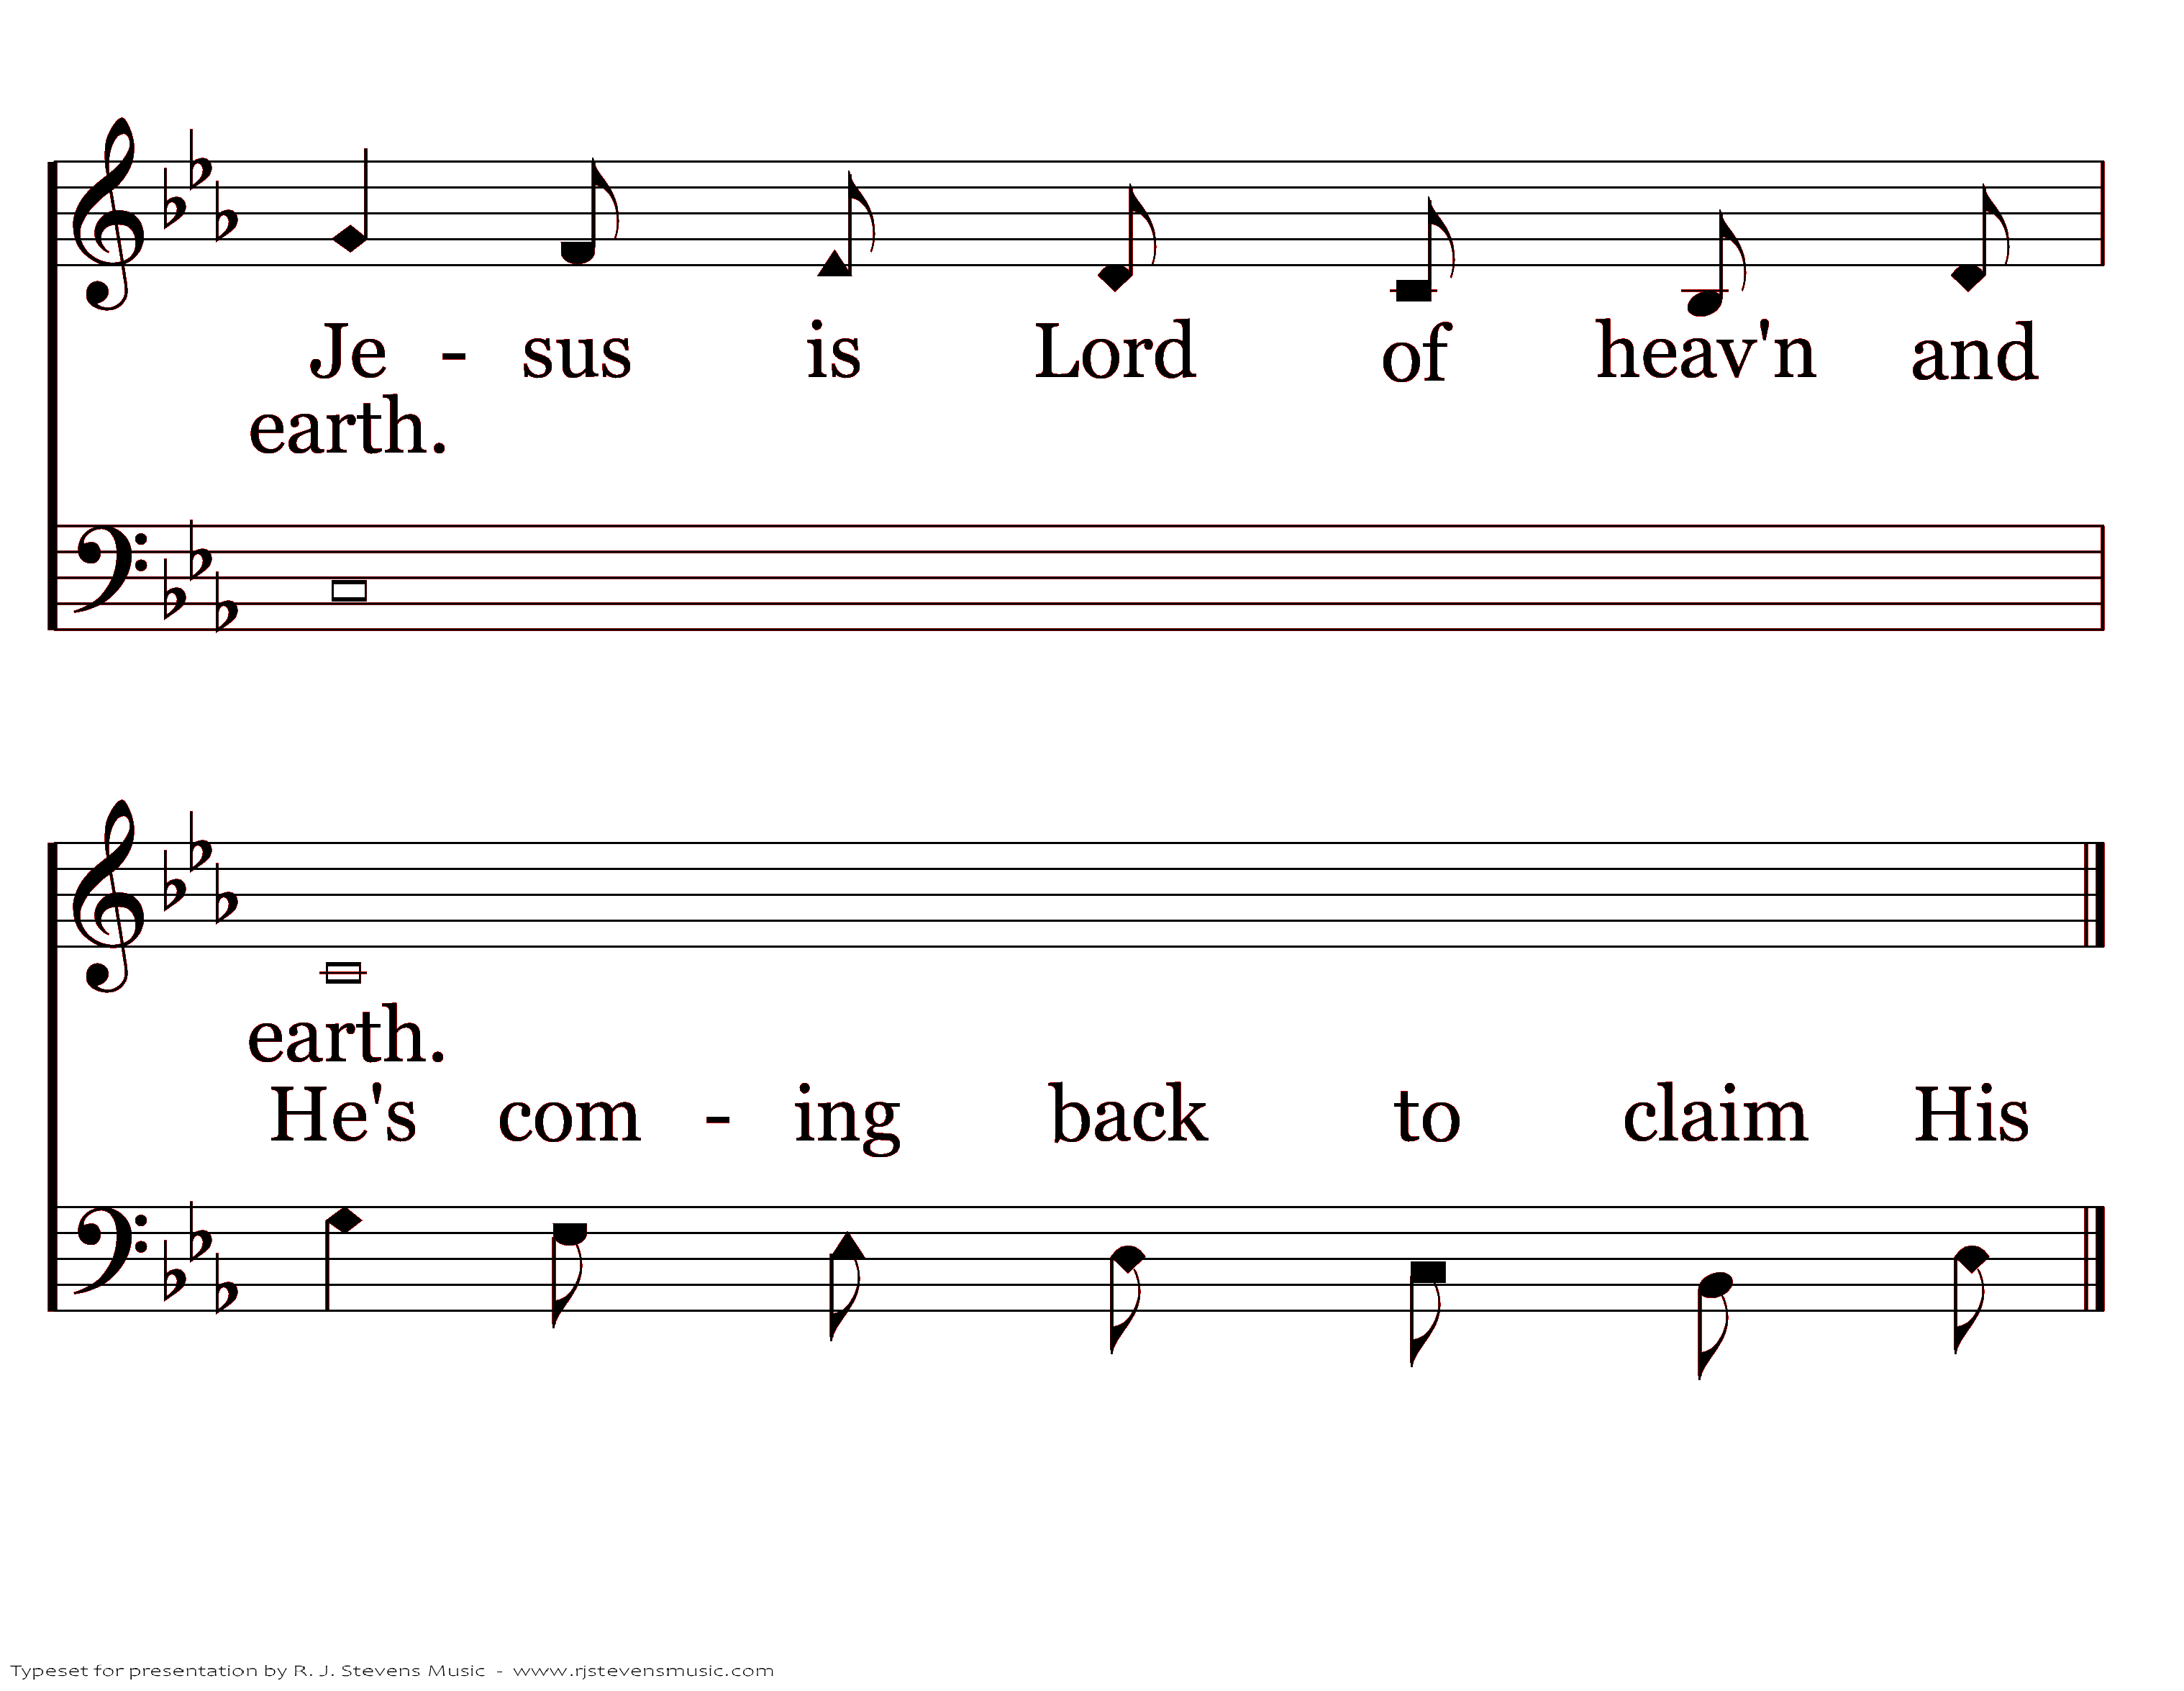 Je - sus is Lord of heav'n and
earth.
earth.
He's com - ing back to claim His
Typeset for presentation by R. J. Stevens Music - www.rjstevensmusic.com